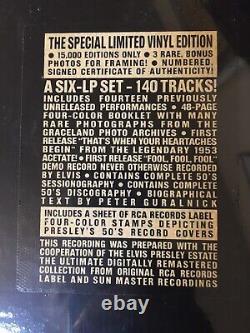 THE SPECIAL LIMITED VINYL EDITION
• 15,000 EDITIONS ONLY • 3 RARE, BONUS
PHOTOS FOR FRAMING! • NUMBERED,
SIGNED CERTIFICATE OF AUTHENTICITY!
A SIX-LP SET - 140 TRACKS!
INCLUDES FOURTEEN PREVIOUSLY
UNRELEASED PERFORMANCES • 48-PAGE
FOUR-COLOR BOOKLET WITH MANY
RARE PHOTOGRAPHS FROM THE
GRACELAND PHOTO ARCHIVES • FIRST
RELEASE "THAT'S WHEN YOUR HEARTACHES
BEGIN" FROM THE LEGENDARY 1953
ACETATE! • FIRST RELEASE "FOOL, FOOL, FOOL"
DEMO RECORD NEVER OTHERWISE RECORDED
BY ELVIS • CONTAINS COMPLETE 50'S
SESSIONOGRAPHY • CONTAINS COMPLETE
50'S DISCOGRAPHY • BIOGRAPHICAL
TEXT BY PETER GURALNICK
INCLUDES A SHEET OF RCA RECORDS LABEL
FOUR-COLOR STAMPS DEPICTING
PRESLEY'S 50'S RECORD COVERS
THIS RECORDING WAS PREPARED WITH THE
COOPERATION OF THE ELVIS PRESLEY ESTATE
THE ULTIMATE DIGITALLY REMASTERED
COLLECTION FROM ORIGINAL RCA RECORDS
LABEL AND SUN MASTER RECORDINGS